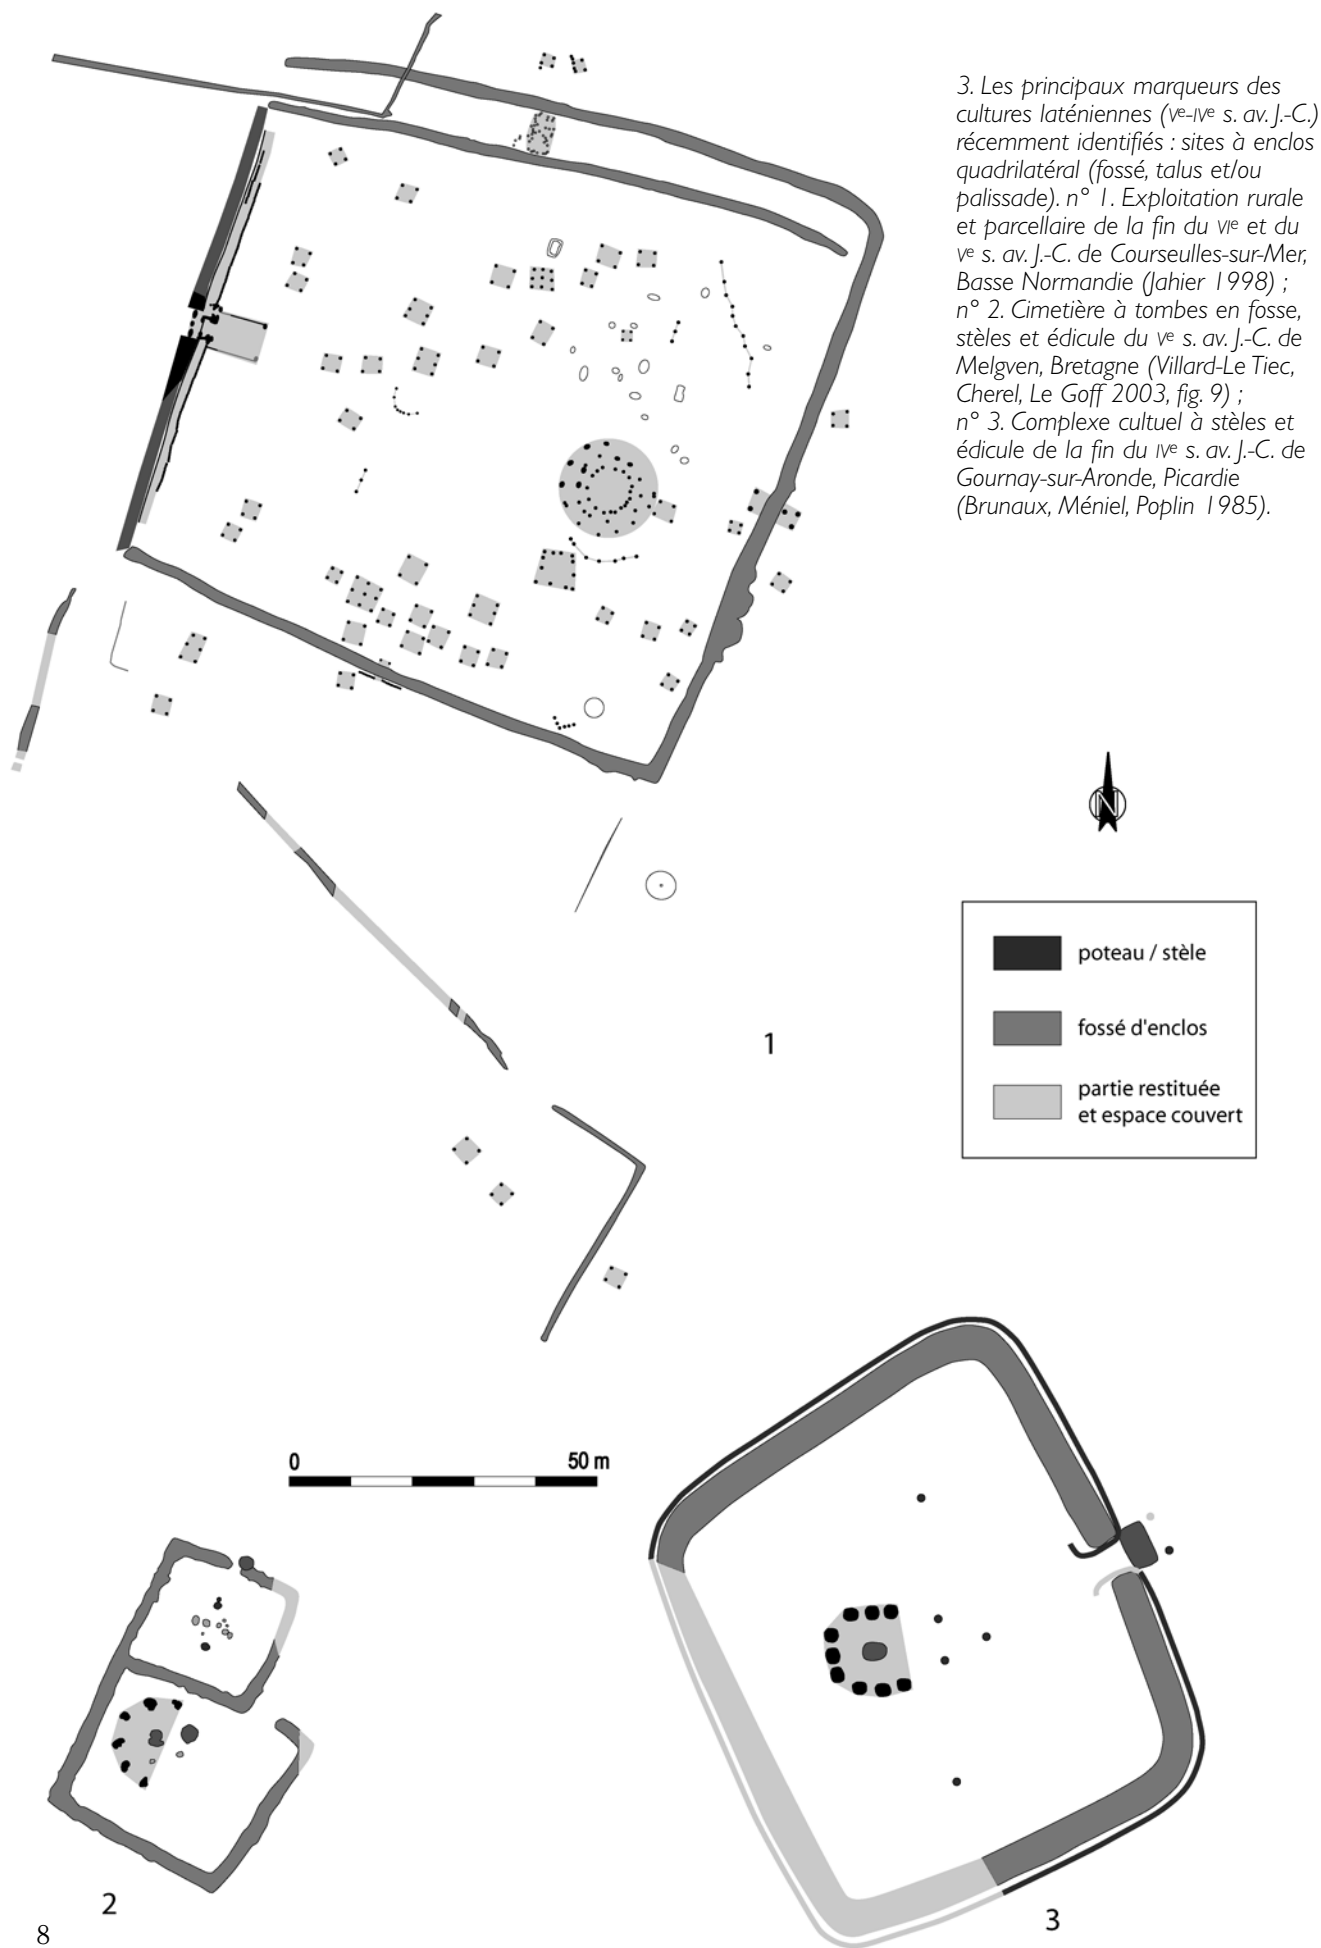 3. Les principaux marqueurs des
cultures laténiennes (Ve-IVe s. av. J.-C.)
récemment identifiés : sites à enclos
quadrilatéral (fossé, talus et/ou
palissade). n° 1. Exploitation rurale
et parcellaire de la fin du VIe et du
Ve s. av. J.-C. de Courseulles-sur-Mer,
Basse Normandie (Jahier 1998) ;
n° 2. Cimetière à tombes en fosse,
stèles et édicule du Ve s. av. J.-C. de
Melgven, Bretagne (Villard-Le Tiec,
Cherel, Le Goff 2003, fig. 9) ;
n° 3. Complexe cultuel à stèles et
édicule de la fin du IVe s. av. J.-C. de
Gournay-sur-Aronde, Picardie
(Brunaux, Méniel, Poplin 1985).
N
poteau / stèle
fossé d'enclos
partie restituée
et espace couvert
1
0 50 m
2
3
8